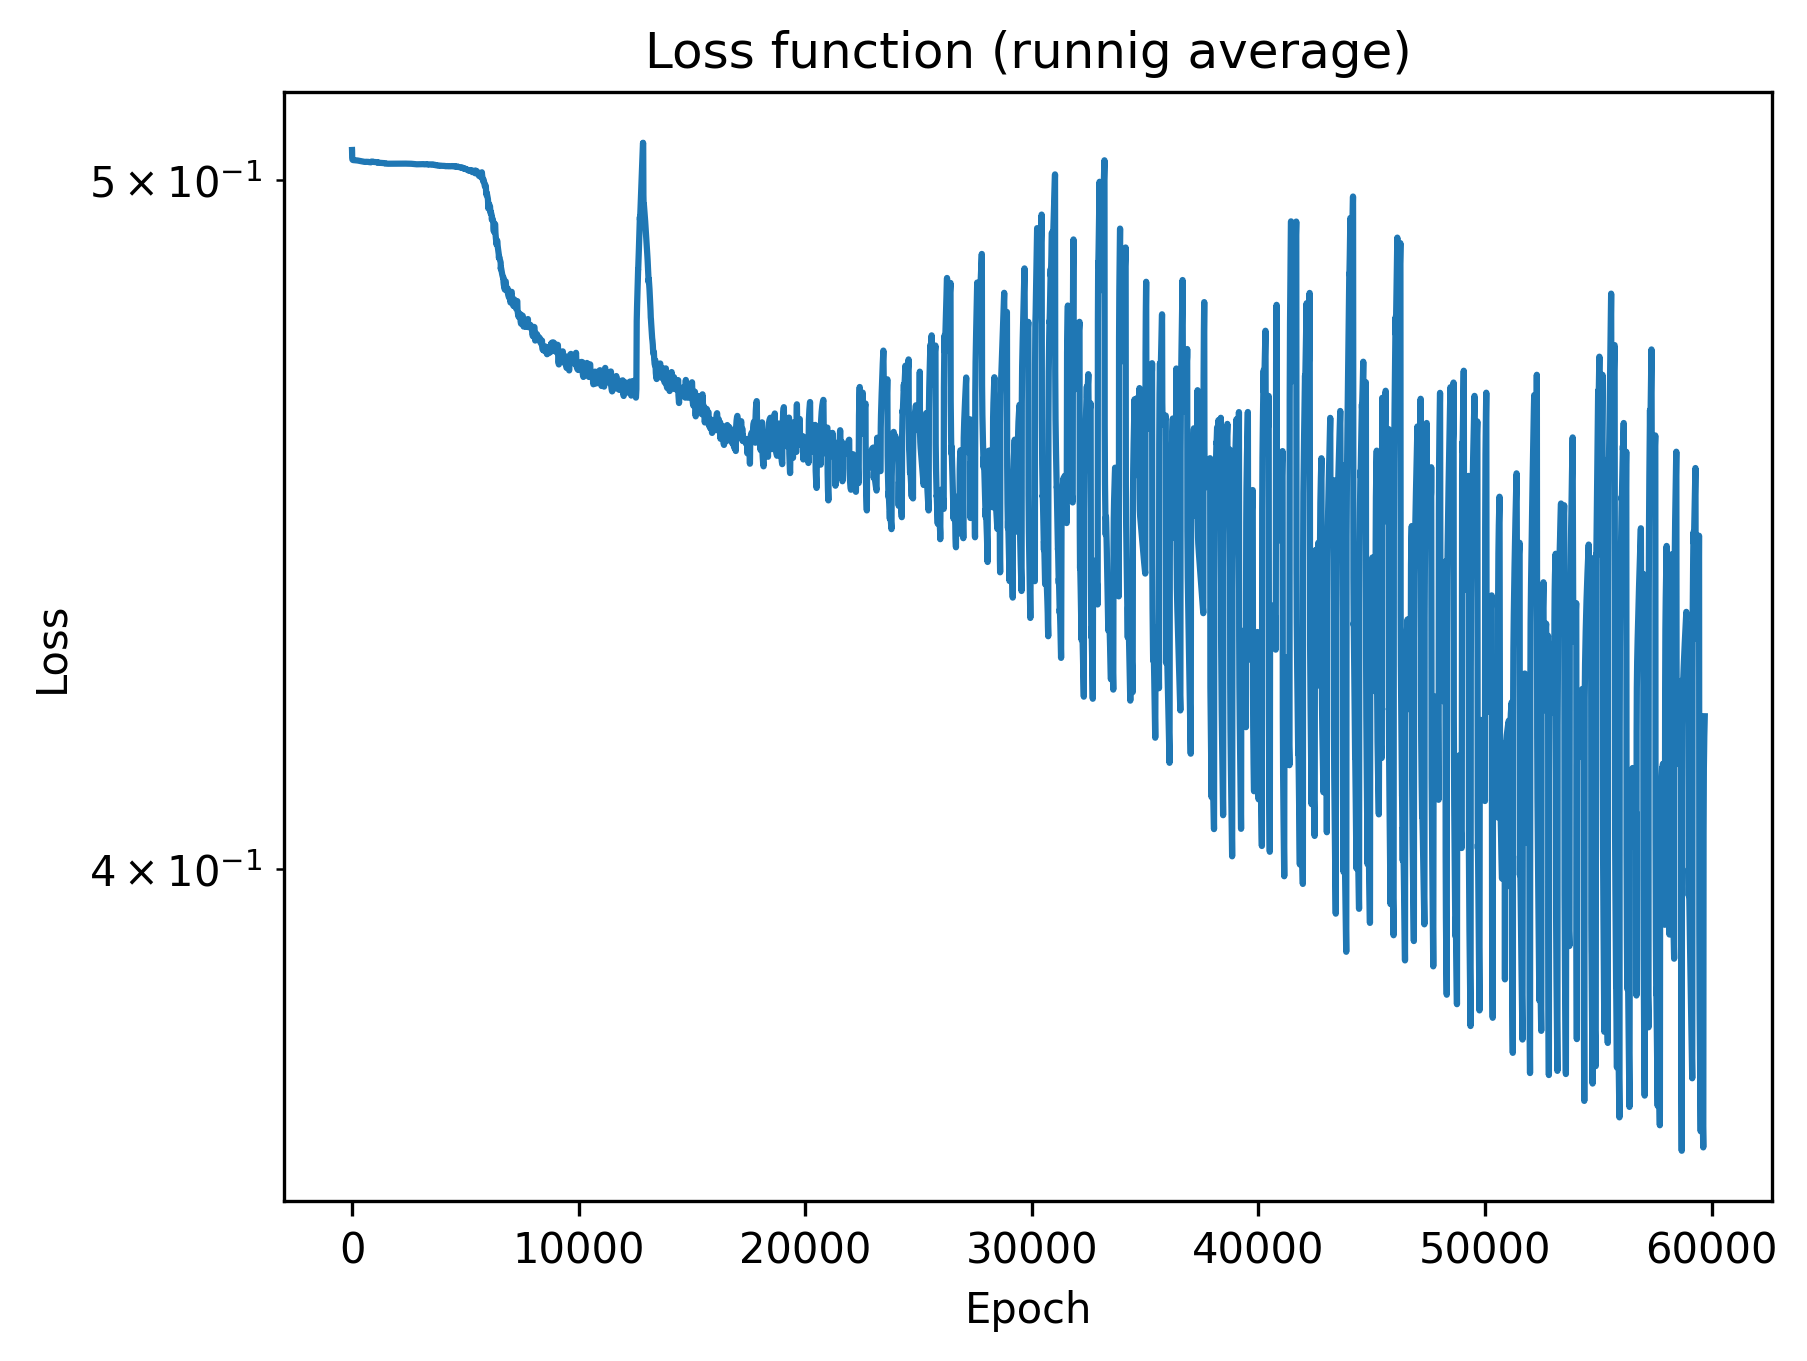 Loss function (runnig average)
5 × 10⁻¹
4 × 10⁻¹
Loss
0 10000 20000 30000 40000 50000 60000
Epoch